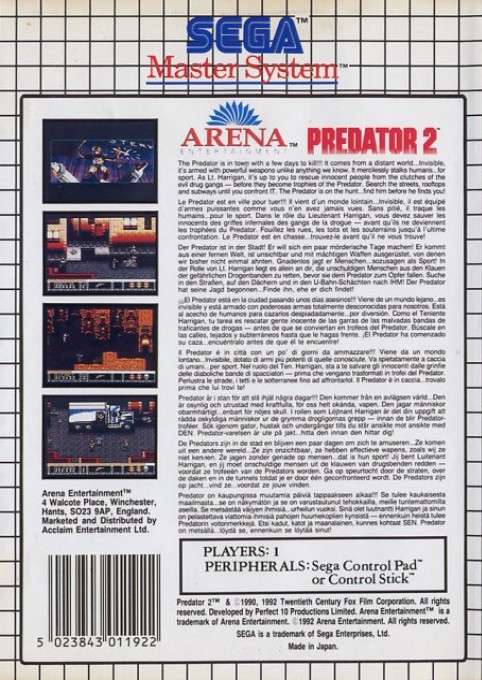 SEGA™
Master System™
ARENA™
ENTERTAINMENT
PREDATOR 2™
The Predator is in town with a few days to kill!!! It comes from a distant world...Invisible,
it's armed with powerful weapons unlike anything we know. It mercilessly stalks humans...for
sport. As Lt. Harrigan, it's up to you to rescue innocent people from the clutches of the
evil drug gangs — before they become trophies of the Predator. Search the streets, rooftops
and subways until you confront IT. The Predator is on the hunt...find him before he finds you!
Le Predator est en ville pour tuer!!! Il vient d'un monde lointain...Invisible, il est équipé
d'armes puissantes comme vous n'en avez jamais vues. Sans pitié, il traque les
humains...pour le sport. Dans le rôle du Lieutenant Harrigan, vous devez sauver les
innocents des griffes infernales des gangs de la drogue — avant qu'ils ne deviennent
les trophées du Predator. Fouillez les rues, les toits et les souterrains jusqu'à l'ultime
confrontation. Le Predator est en chasse...trouvez-le avant qu'il ne vous trouve!
Der Predator ist in der Stadt! Er will sich ein paar mörderische Tage machen! Er kommt
aus einer fernen Welt, ist unsichtbar und mit mächtigen Waffen ausgerüstet, von denen
wir bisher nicht einmal ahnten. Gnadenlos jagt er Menschen...sozusagen als Sport! In
der Rolle von Lt. Harrigan liegt es allein an dir, die unschuldigen Menschen aus den Klauen
der gefährlichen Drogenbanden zu retten, bevor sie dem Predator zum Opfer fallen. Suche
in den Straßen, auf den Dächern und in den U-Bahn-Schächten nach IHM! Der Predator
hat seine Jagd begonnen...Finde ihn, ehe er dich findet!
¡¡¡El Predator está en la ciudad pasando unos días asesinos!!! Viene de un mundo lejano...es
invisible y está armado con poderosas armas totalmente desconocidas para nosotros. Está
al acecho de humanos para cazarlos despiadadamente...por diversión. Como el Teniente
Harrigan, tu tarea es rescatar gente inocente de las garras de las malvadas bandas de
traficantes de drogas — antes de que se conviertan en trofeos del Predator. Búscale en
las calles, tejados y subterráneos hasta que le hagas frente. ¡El Predator ha comenzado
su caza...encuéntralo antes de que él te encuentre!
Il Predator è in città con un po' di giorni da ammazzare!!! Viene da un mondo
lontano...Invisibile, dotato di armi più potenti di quelle conosciute. Va spietatamente a caccia
di umani...per sport. Nel ruolo del Ten. Harrigan, sta a te salvare gli innocenti dalle grinfie
delle diaboliche bande di spacciatori — prima che vengano trasformati in trofei del Predator.
Perlustra le strade, i tetti e le sotterranee fino ad affrontarlo! Il Predator è in caccia...trovalo
prima che lui trovi te!
Predator är i stan för att slå ihjäl några dagar!!! Den kommer från en avlägsen värld...Den
är osynlig och utrustad med kraftfulla, för oss helt okända, vapen. Den jagar människor
obarmhärtigt...enbart för nöjes skull. I rollen som Löjtnant Harrigan är det din uppgift att
rädda oskyldiga människor ur de grymma drogligornas grepp — innan de blir Predator-
troféer. Sök igenom gator, hustak och undergångar tills du står ansikte mot ansikte med
DEN. Predator-varelsen är ute på jakt...hitta den innan den hittar dig!
De Predators zijn in de stad en blijven een paar dagen om zich te amuseren...Ze komen
uit een andere wereld...Ze zijn onzichtbaar, ze hebben effectieve wapens, zoals wij ze
niet kennen. Ze jagen zonder genade op mensen...dat is hun sport! Jij bent Luitenant
Harrigan, en jij moet onschuldige mensen uit de klauwen van drugsbenden redden —
voordat ze trofeeën van de Predators worden. Ga op speurtocht door de straten, over
de daken en in de tunnels totdat je er door één geconfronteerd wordt. De Predators zijn
op jacht...vind ze...voordat ze jouw vinden.
Predator on kaupungissa muutamia päiviä tappaakseen aikaa!!! Se tulee kaukaisesta
maailmasta...se on näkymätön ja se on varustautunut tehokkailla, meille tuntemattomilla
aseilla. Se metsästää väijyen ihmisiä...urheilun vuoksi. Sinä olet luutnantti Harrigan ja sinun
on pelastettava viattomia ihmisiä pahojen huumekoplien kynsistä — ennenkuin heistä tulee
Predatorin voitonmerkkejä. Etsi kadut, katot ja maanalainen, kunnes kohtaat SEN. Predator
on metsällä...löydä se, ennenkuin se löytää sinut!
Arena Entertainment™
4 Walcote Place, Winchester,
Hants, SO23 9AP, England.
Marketed and Distributed by
Acclaim Entertainment Ltd.
PLAYERS: 1
PERIPHERALS: Sega Control Pad™
or Control Stick™
Predator 2™ & ©1990, 1992 Twentieth Century Fox Film Corporation. All rights
reserved. Developed by Perfect 10 Productions Limited. Arena Entertainment™ is a
trademark of Arena Entertainment. ©1992 Arena Entertainment. All rights reserved.
SEGA is a trademark of Sega Enterprises, Ltd.
Made in Japan.
5 023843 011922